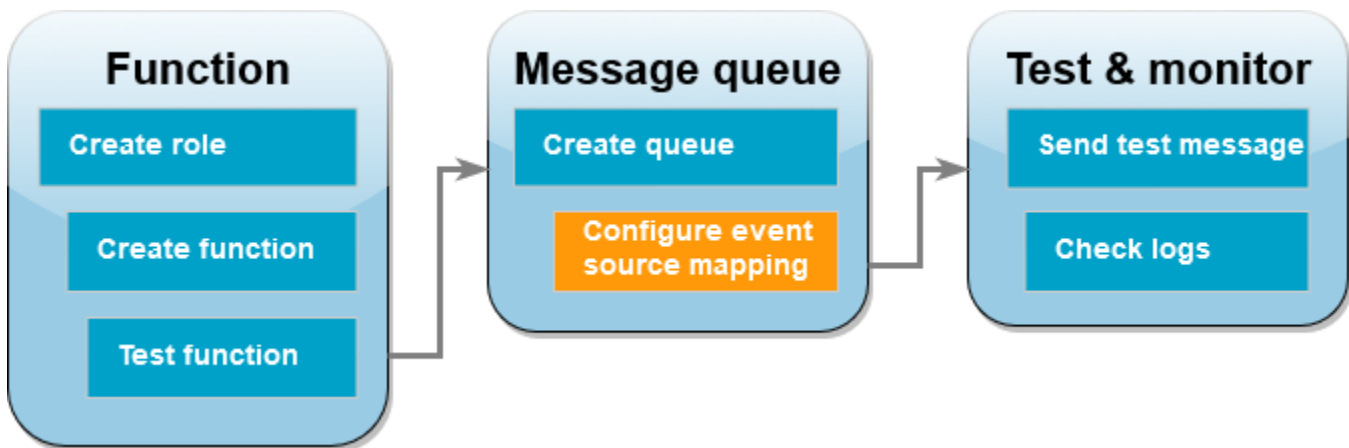 Function
Create role
Create function
Test function
Message queue
Create queue
Configure event
source mapping
Test & monitor
Send test message
Check logs